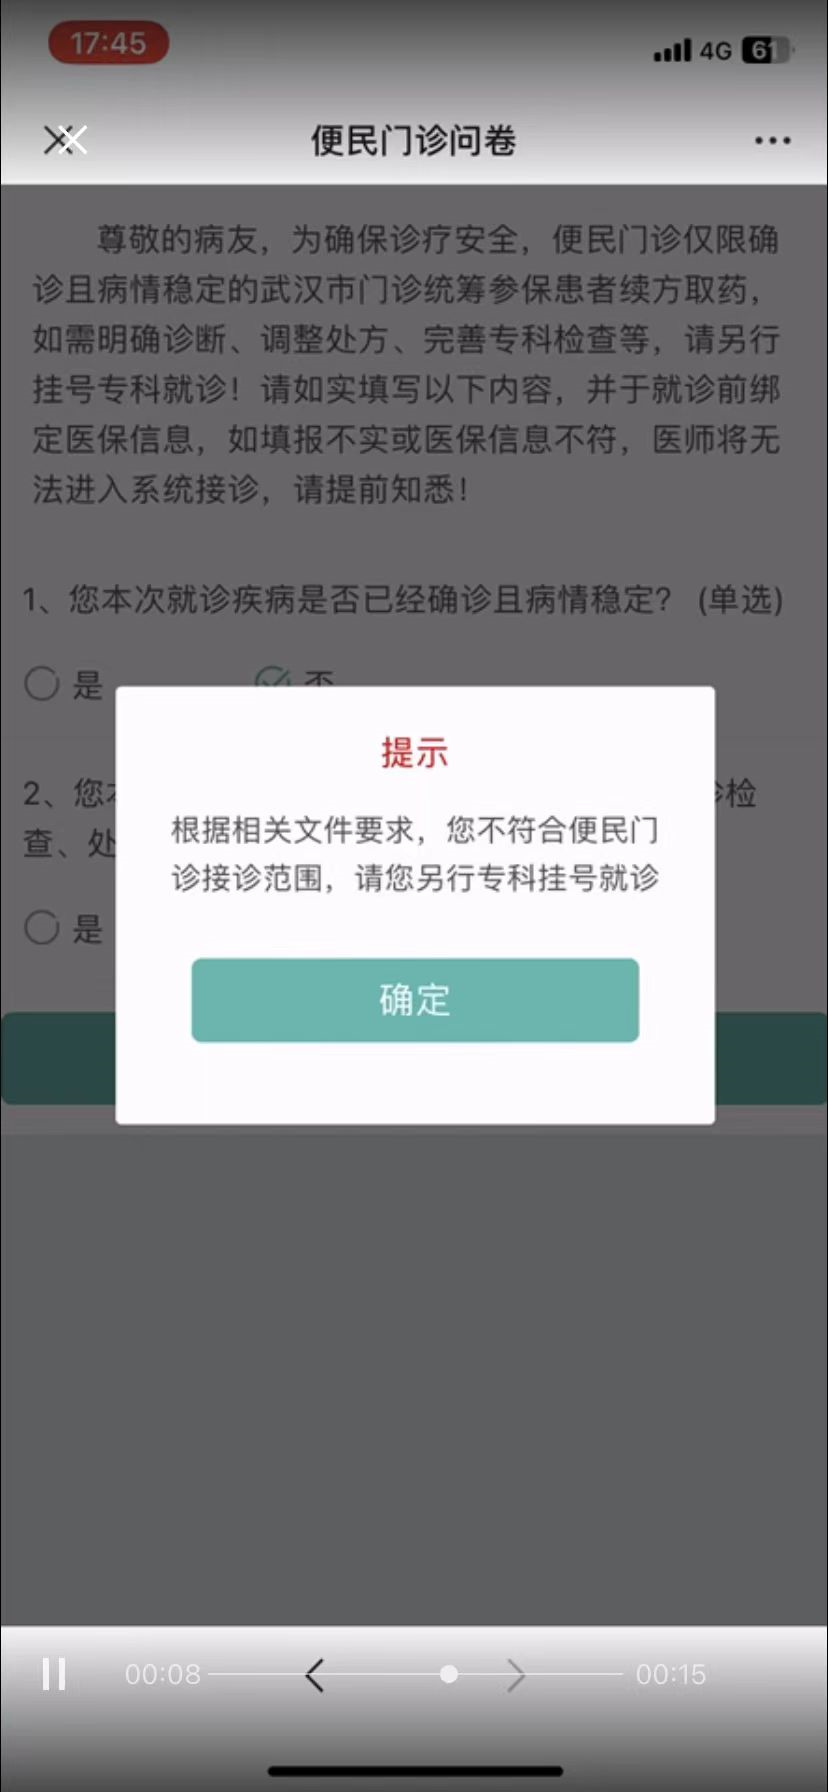 17:45
4G 61
便民门诊问卷
尊敬的病友，为确保诊疗安全，便民门诊仅限确
诊且病情稳定的武汉市门诊统筹参保患者续方取药，
如需明确诊断、调整处方、完善专科检查等，请另行
挂号专科就诊！请如实填写以下内容，并于就诊前绑
定医保信息，如填报不实或医保信息不符，医师将无
法进入系统接诊，请提前知悉！
1、您本次就诊疾病是否已经确诊且病情稳定？ (单选)
是 否
提示
2、您 检
根据相关文件要求，您不符合便民门
查、处
诊接诊范围，请您另行专科挂号就诊
是
确定
00:08 00:15